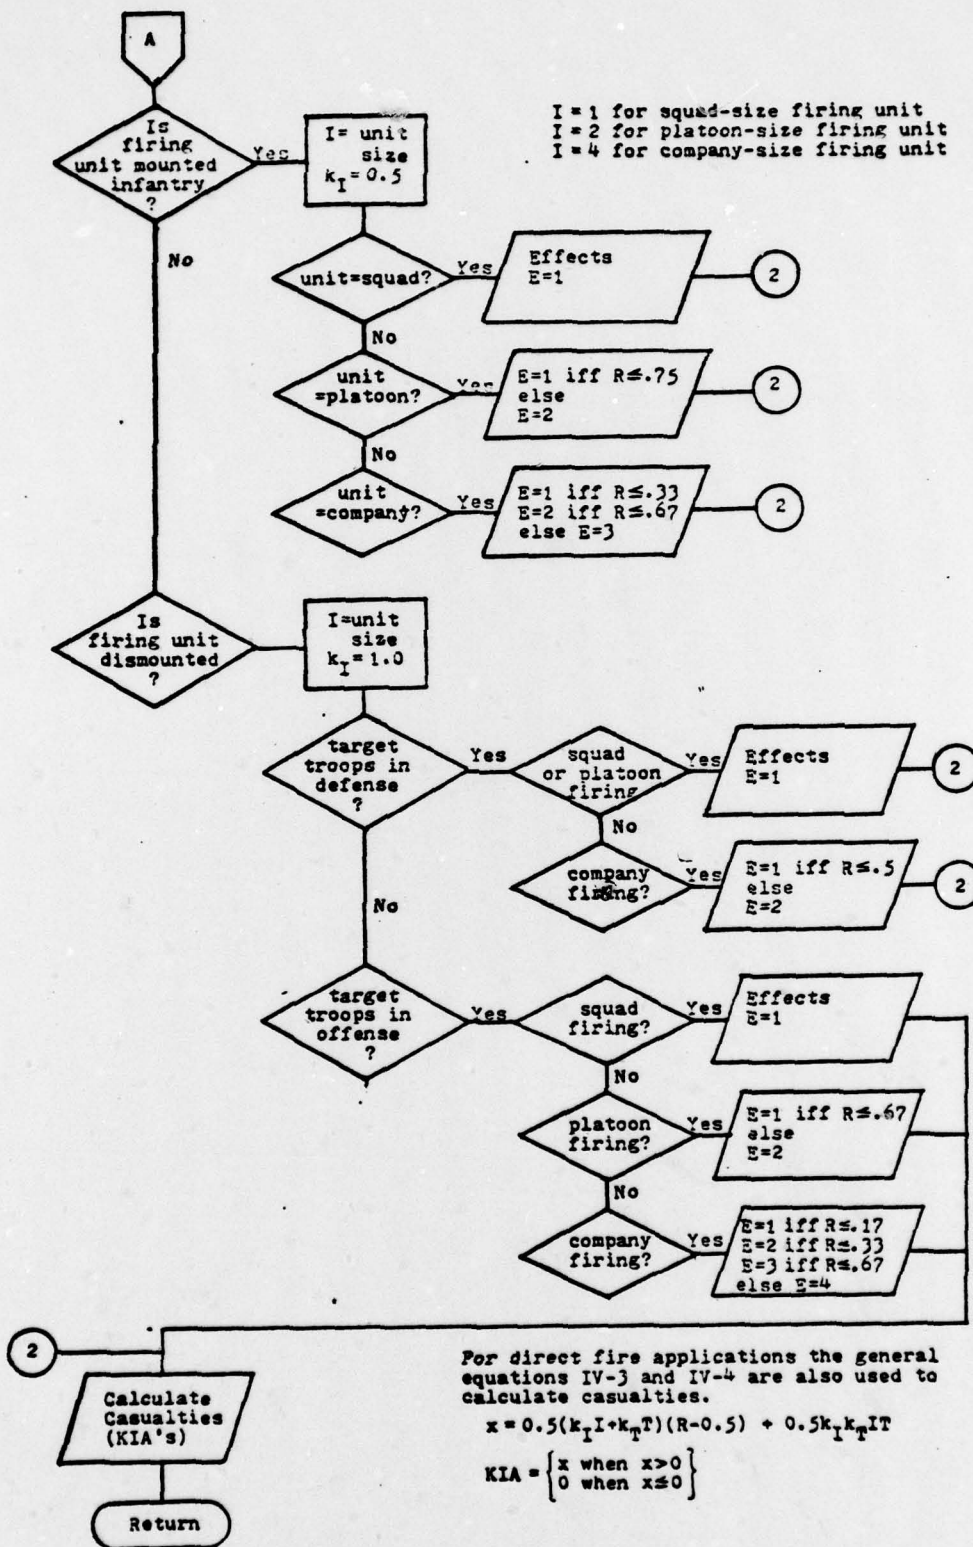 A
Is
firing
unit mounted
infantry
?
Yes
I= unit
size
k_I=0.5
I=1 for squad-size firing unit
I=2 for platoon-size firing unit
I=4 for company-size firing unit
No
unit=squad?
Yes
Effects
E=1
2
No
unit
=platoon?
Yes
E=1 iff R≤.75
else
E=2
2
No
unit
=company?
Yes
E=1 iff R≤.33
E=2 iff R≤.67
else E=3
2
Is
firing unit
dismounted
?
I=unit
size
k_I=1.0
target
troops in
defense
?
Yes
squad
or platoon
firing
Yes
Effects
E=1
2
No
company
firing?
Yes
E=1 iff R≤.5
else
E=2
2
No
target
troops in
offense
?
Yes
squad
firing?
Yes
Effects
E=1
No
platoon
firing?
Yes
E=1 iff R≤.67
else
E=2
No
company
firing?
Yes
E=1 iff R≤.17
E=2 iff R≤.33
E=3 iff R≤.67
else E=4
2
Calculate
Casualties
(KIA's)
Return
For direct fire applications the general
equations IV-3 and IV-4 are also used to
calculate casualties.
x=0.5(k_I I+k_T T)(R-0.5) + 0.5k_I k_T IT
KIA = {x when x>0
0 when x≤0}